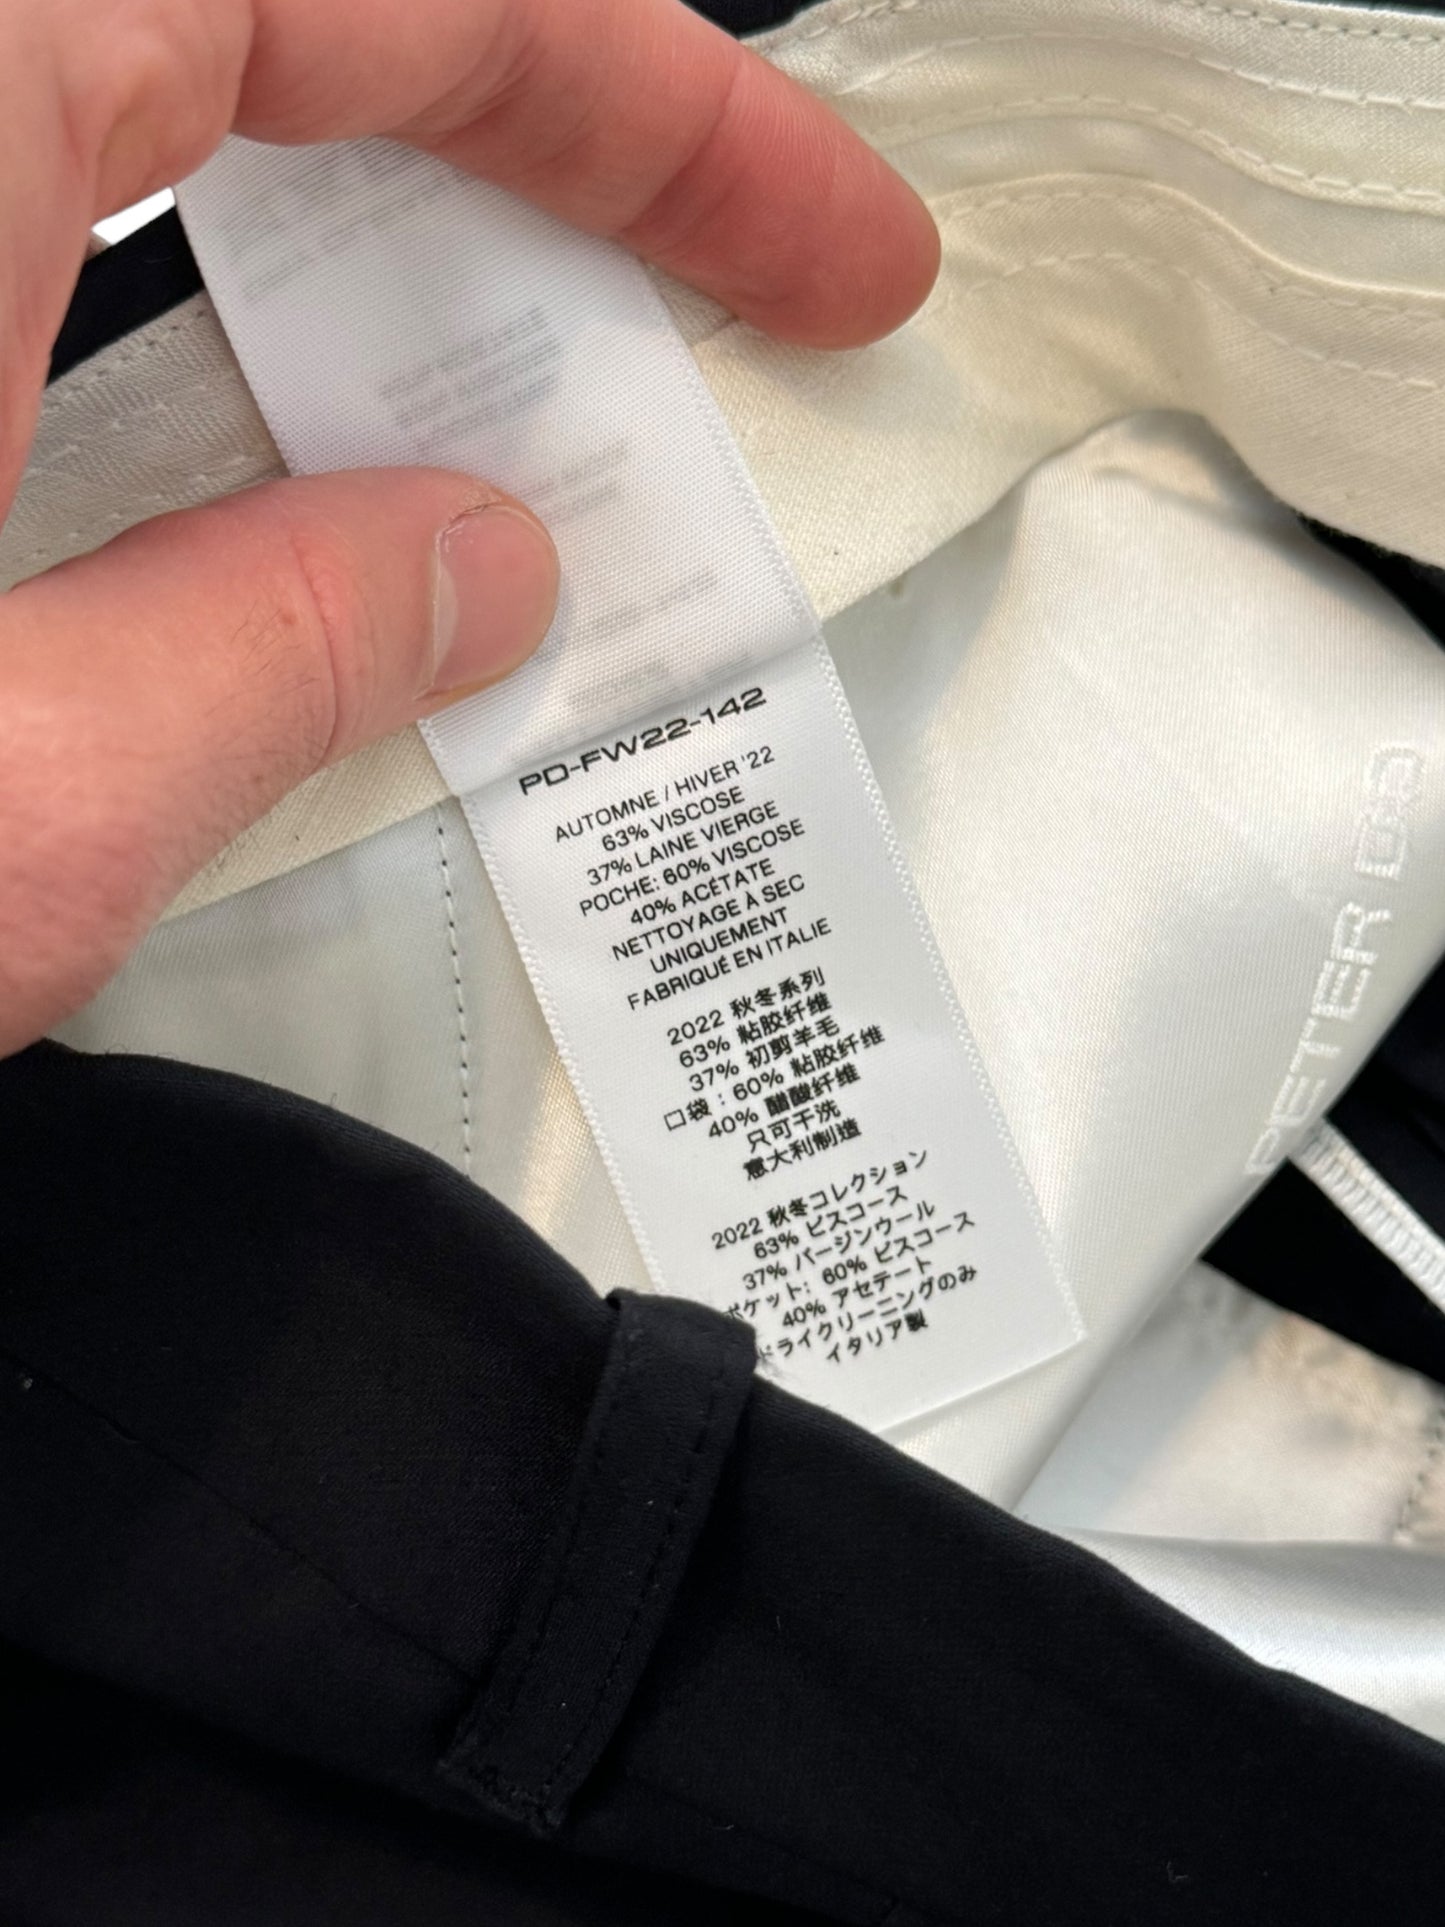 PD-FW22-142
AUTOMNE / HIVER '22
63% VISCOSE
37% LAINE VIERGE
POCHE: 60% VISCOSE
40% ACÉTATE
NETTOYAGE À SEC
UNIQUEMENT
FABRIQUÉ EN ITALIE
2022 秋冬系列
63% 粘胶纤维
37% 初剪羊毛
口袋：60% 粘胶纤维
40% 醋酸纤维
只可干洗
意大利制造
2022 秋冬コレクション
63% ビスコース
37% バージンウール
ポケット: 60% ビスコース
40% アセテート
ドライクリーニングのみ
イタリア製
PETER DO